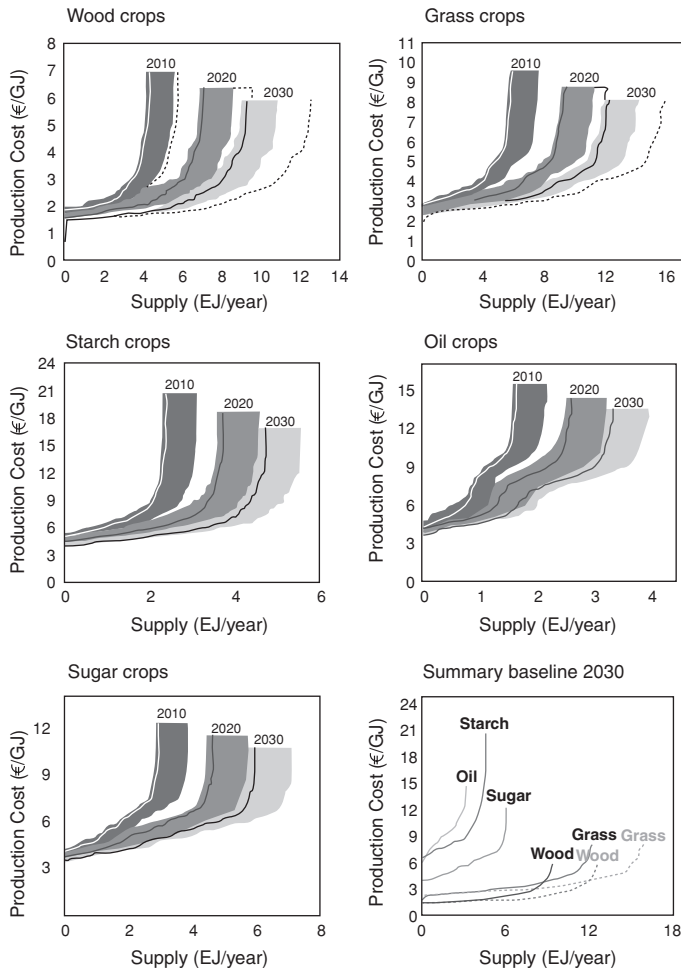 Wood crops
Production Cost (€/GJ)
8
7
6
5
4
3
2
1
0
2010
2020
2030
0 2 4 6 8 10 12 14
Supply (EJ/year)
Grass crops
Production Cost (€/GJ)
11
10
9
8
7
6
5
4
3
2
1
0
2010
2020
2030
0 4 8 12 16
Supply (EJ/year)
Starch crops
Production Cost (€/GJ)
24
21
18
15
12
9
6
3
0
2010
2020
2030
0 2 4 6
Supply (EJ/year)
Oil crops
Production Cost (€/GJ)
15
12
9
6
3
0
2010
2020
2030
0 1 2 3 4
Supply (EJ/year)
Sugar crops
Production Cost (€/GJ)
12
9
6
3
2010
2020
2030
0 2 4 6 8
Supply (EJ/year)
Summary baseline 2030
Production Cost (€/GJ)
24
21
18
15
12
9
6
3
0
Starch
Oil
Sugar
Grass Grass
Wood Wood
0 6 12 18
Supply (EJ/year)